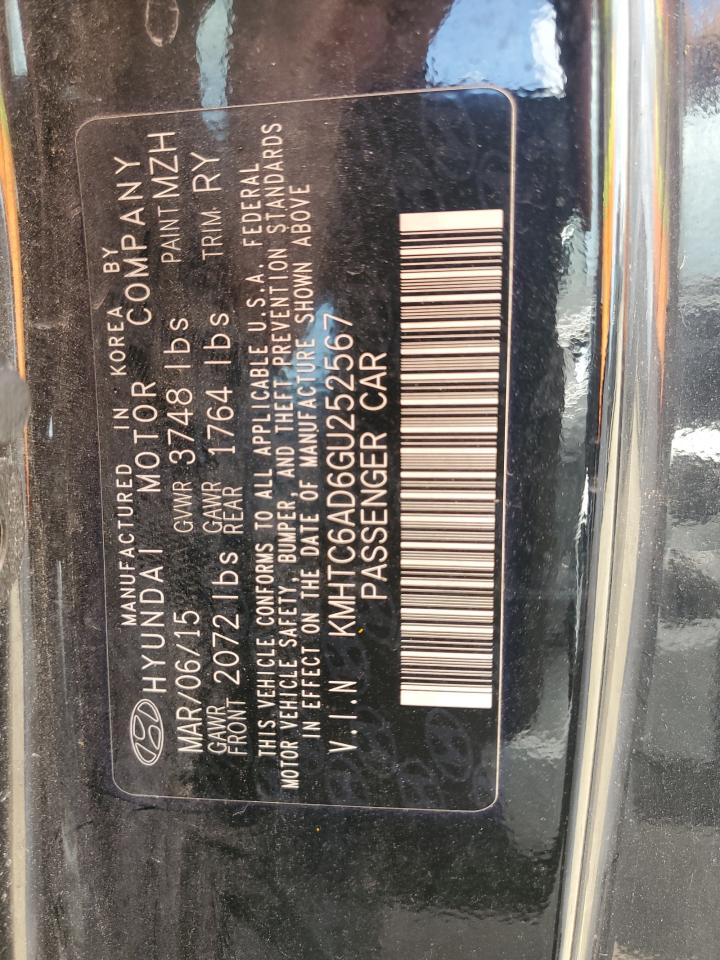 MANUFACTURED IN KOREA BY
HYUNDAI MOTOR COMPANY
MAR/06/15 GVWR 3748 lbs PAINT MZH
GAWR FRONT 2072 lbs GAWR REAR 1764 lbs TRIM RY
THIS VEHICLE CONFORMS TO ALL APPLICABLE U.S.A. FEDERAL
MOTOR VEHICLE SAFETY, BUMPER, AND THEFT PREVENTION STANDARDS
IN EFFECT ON THE DATE OF MANUFACTURE SHOWN ABOVE
V.I.N KMHTC6AD6GU252567
PASSENGER CAR